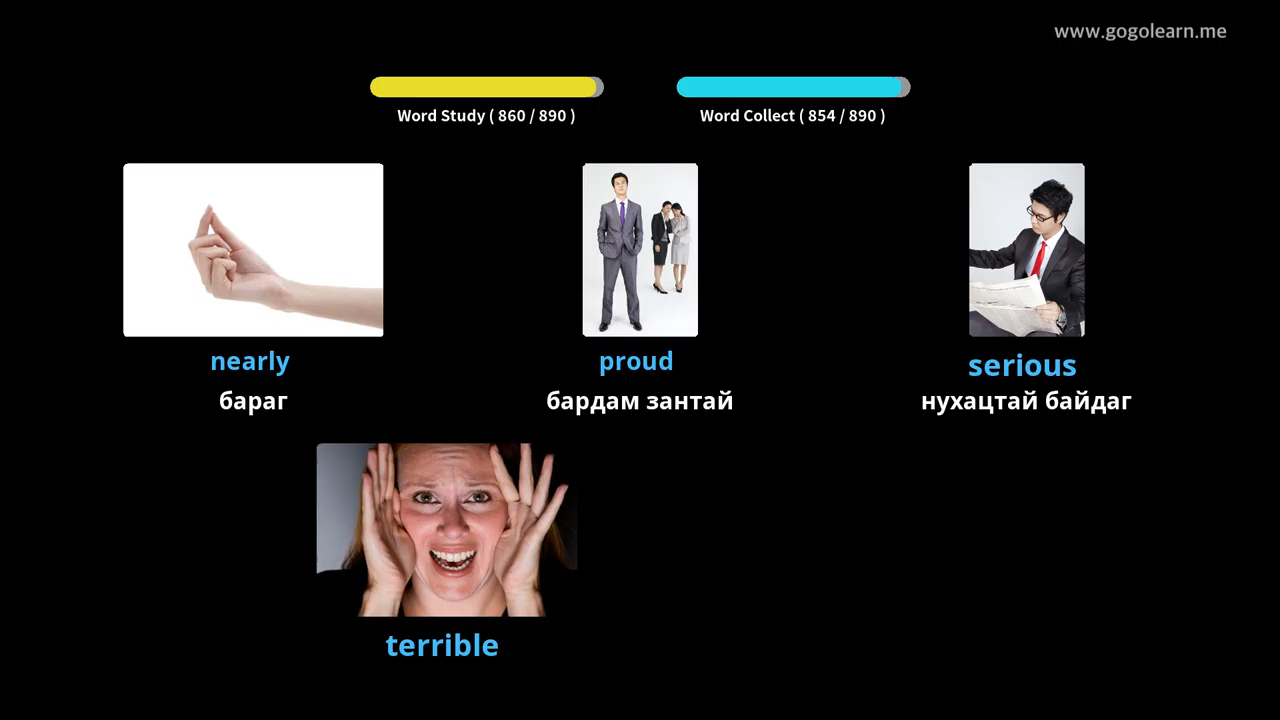 www.gogolearn.me
Word Study ( 860 / 890 )
Word Collect ( 854 / 890 )
nearly
бараг
proud
бардам зантай
serious
нухацтай байдаг
terrible